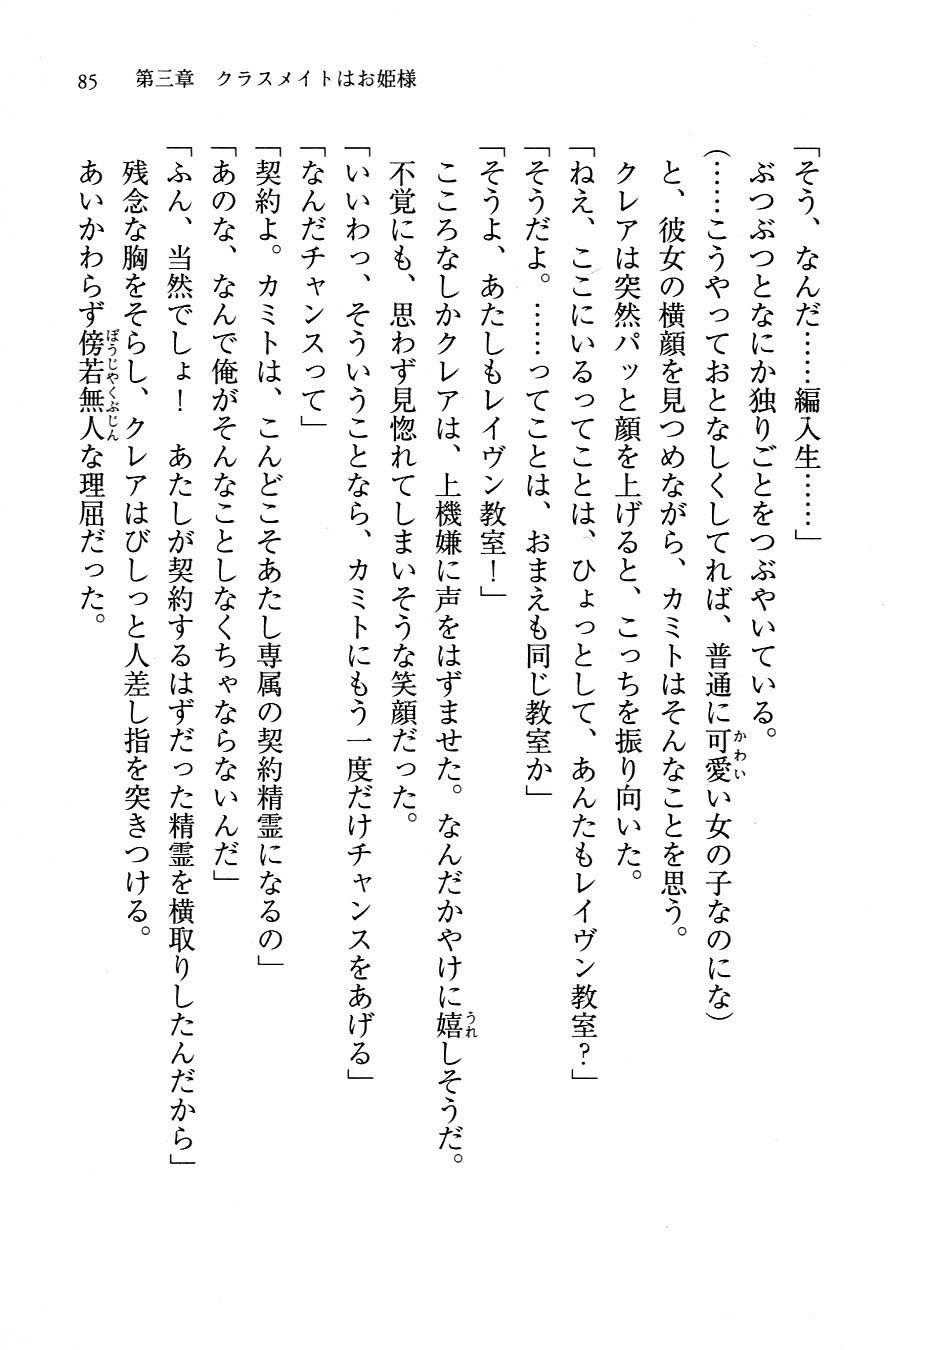 85　第三章　クラスメイトはお姫様
「そう、なんだ……編入生……」
ぶつぶつとなにか独りごとをつぶやいている。
（……こうやっておとなしくしてれば、普通に可愛い女の子なのにな）
と、彼女の横顔を見つめながら、カミトはそんなことを思う。
クレアは突然パッと顔を上げると、こっちを振り向いた。
「ねえ、ここにいるってことは、ひょっとして、あんたもレイヴン教室？」
「そうだよ。……ってことは、おまえも同じ教室か」
「そうよ、あたしもレイヴン教室！」
こころなしかクレアは、上機嫌に声をはずませた。なんだかやけに嬉しそうだ。
不覚にも、思わず見惚れてしまいそうな笑顔だった。
「いいわっ、そういうことなら、カミトにもう一度だけチャンスをあげる」
「なんだチャンスって」
「契約よ。カミトは、こんどこそあたし専属の契約精霊になるの」
「あのな、なんで俺がそんなことしなくちゃならないんだ」
「ふん、当然でしょ！　あたしが契約するはずだった精霊を横取りしたんだから」
残念な胸をそらし、クレアはびしっと人差し指を突きつける。
あいかわらず傍若無人な理屈だった。